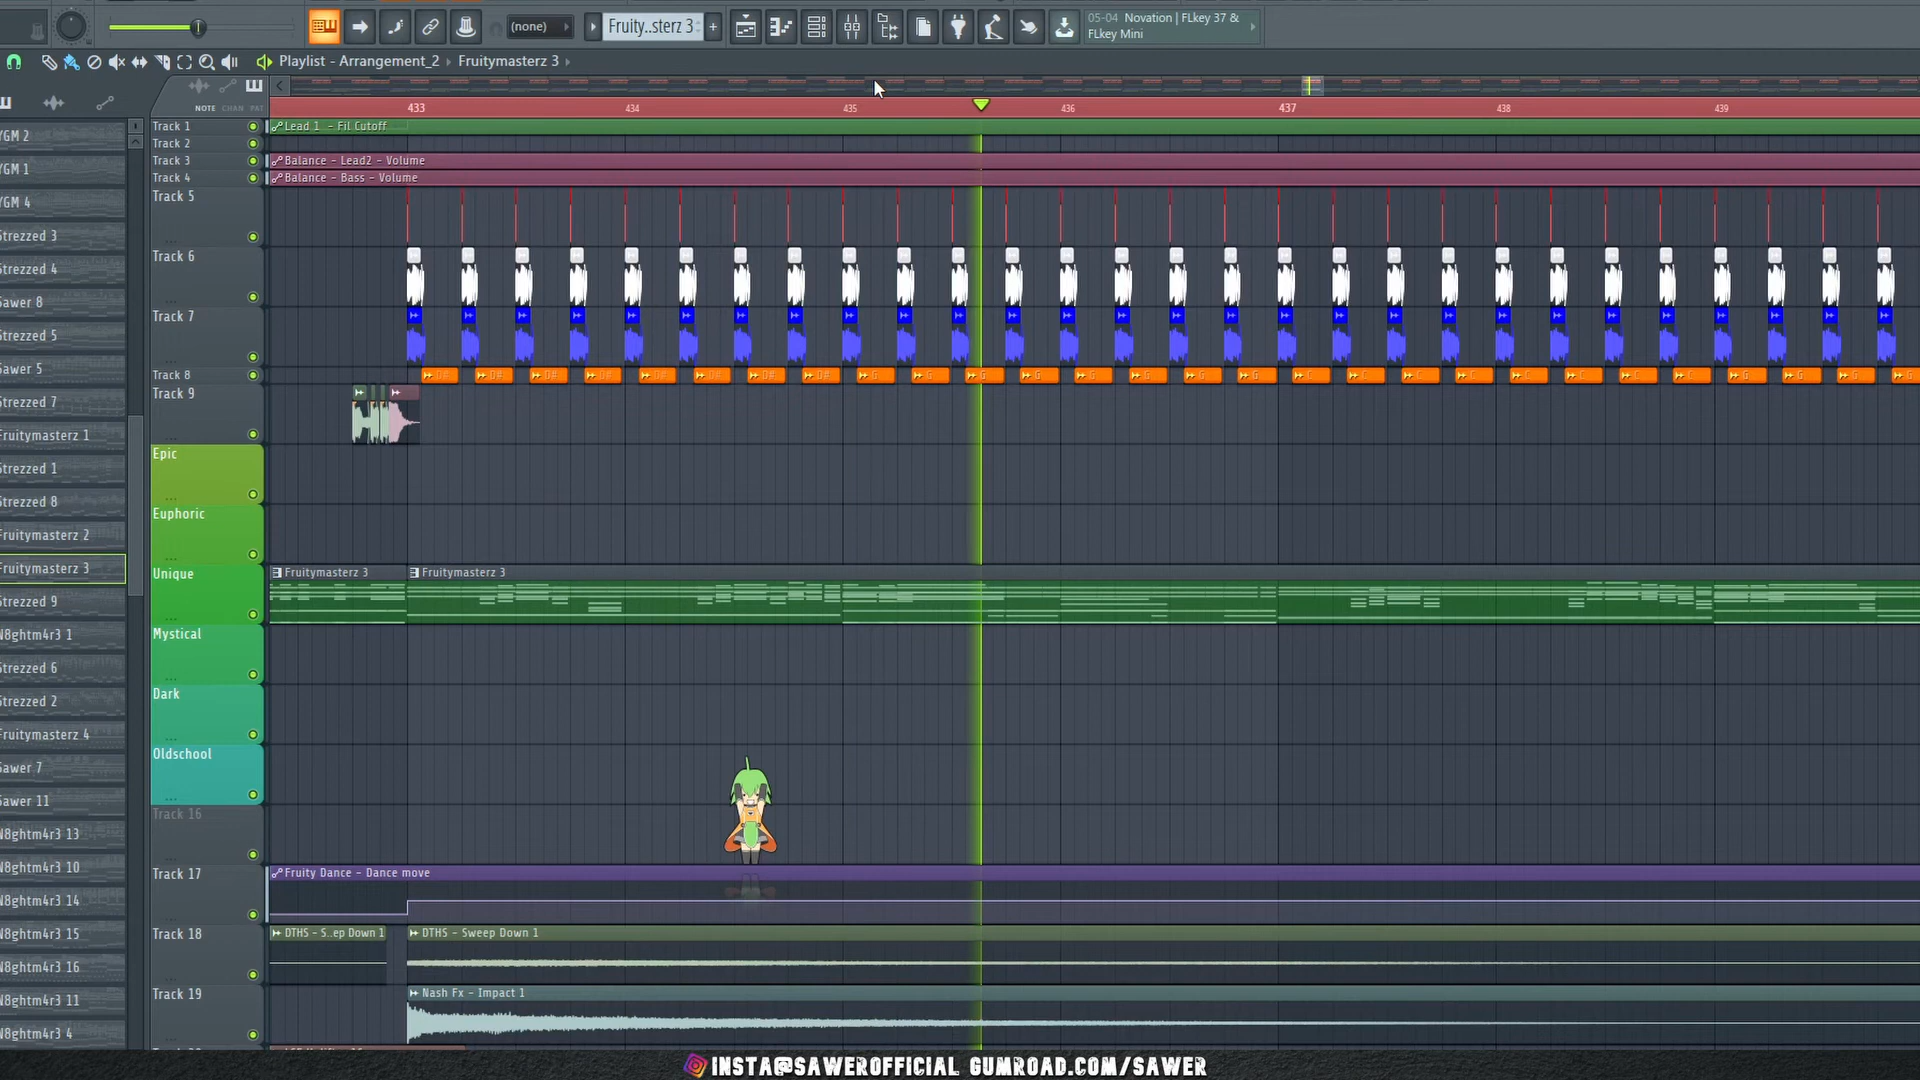 (none)
Fruity..sterz 3
05-04 Novation | FLkey 37 &
FLkey Mini
Playlist - Arrangement_2 › Fruitymasterz 3 ›
NOTE CHAN PAT
433 434 435 436 437 438 439
YGM 2
YGM 1
YGM 4
Strezzed 3
Strezzed 4
Sawer 8
Strezzed 5
Sawer 5
Strezzed 7
Fruitymasterz 1
Strezzed 1
Strezzed 8
Fruitymasterz 2
Fruitymasterz 3
Strezzed 9
N8ghtm4r3 1
Strezzed 6
Strezzed 2
Fruitymasterz 4
Sawer 7
Sawer 11
N8ghtm4r3 13
N8ghtm4r3 10
N8ghtm4r3 14
N8ghtm4r3 15
N8ghtm4r3 16
N8ghtm4r3 11
N8ghtm4r3 4
Track 1
Lead 1 - Fil Cutoff
Track 2
Track 3
Balance - Lead2 - Volume
Track 4
Balance - Bass - Volume
Track 5
Track 6
Track 7
Track 8
D# D# D# D# D# D# D# D# G G G G G G G G C C C C C C C G G G G
Track 9
Epic
Euphoric
Unique
Fruitymasterz 3
Fruitymasterz 3
Mystical
Dark
Oldschool
Track 16
Track 17
Fruity Dance - Dance move
Track 18
DTHS - S..ep Down 1
DTHS - Sweep Down 1
Track 19
Nash Fx - Impact 1
INSTA@SAWEROFFICIAL GUMROAD.COM/SAWER